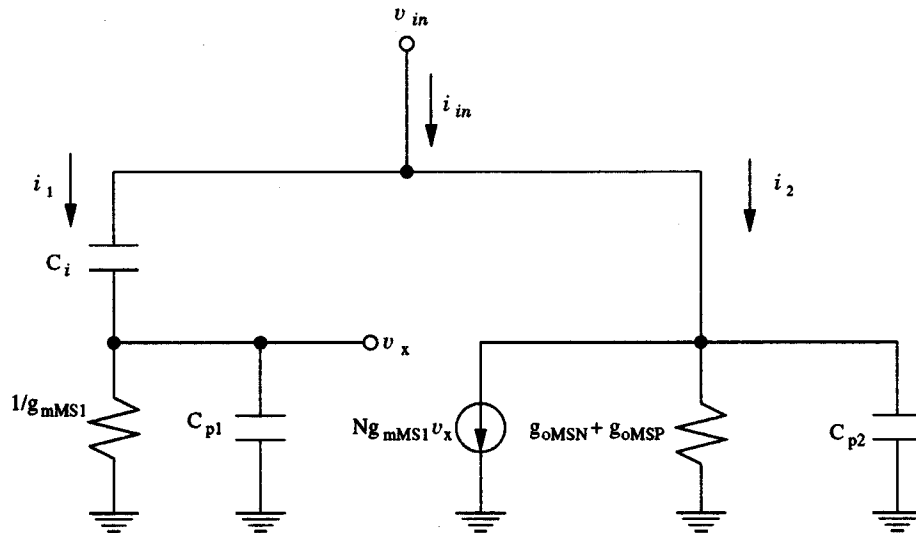 v in
i in
i 1
i 2
C i
v x
1/g mMS1
C p1
Ng mMS1 v x
g oMSN + g oMSP
C p2